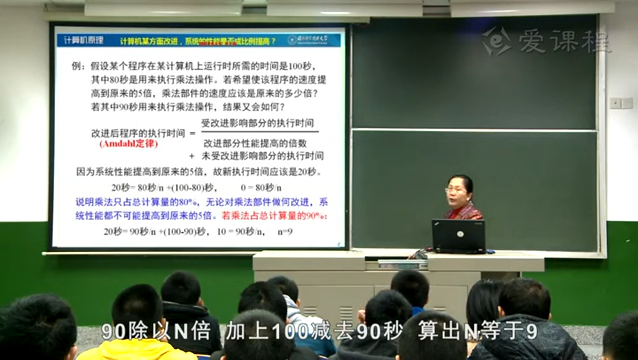 计算机原理
计算机某方面改进，系统的性能是否成比例提高？
爱课程
例：假设某个程序在某计算机上运行时所需的时间是100秒，
其中80秒是用来执行乘法操作。若希望使该程序的速度提
高到原来的5倍，乘法部件的速度应该是原来的多少倍？
若其中90秒用来执行乘法操作，结果又会如何？
受改进影响部分的执行时间
改进后程序的执行时间 =
(Amdahl定律)
改进部分性能提高的倍数
+ 未受改进影响部分的执行时间
因为系统性能提高到原来的5倍，故新执行时间应该是20秒。
20秒= 80秒/n +(100-80)秒， 0 = 80秒/n
说明乘法只占总计算量的80%，无论对乘法部件做何改进，系
统性能都不可能提高到原来的5倍。若乘法占总计算量的90%：
20秒= 90秒/n +(100-90)秒，10 = 90秒/n， n=9
90除以N倍 加上100减去90秒 算出N等于9